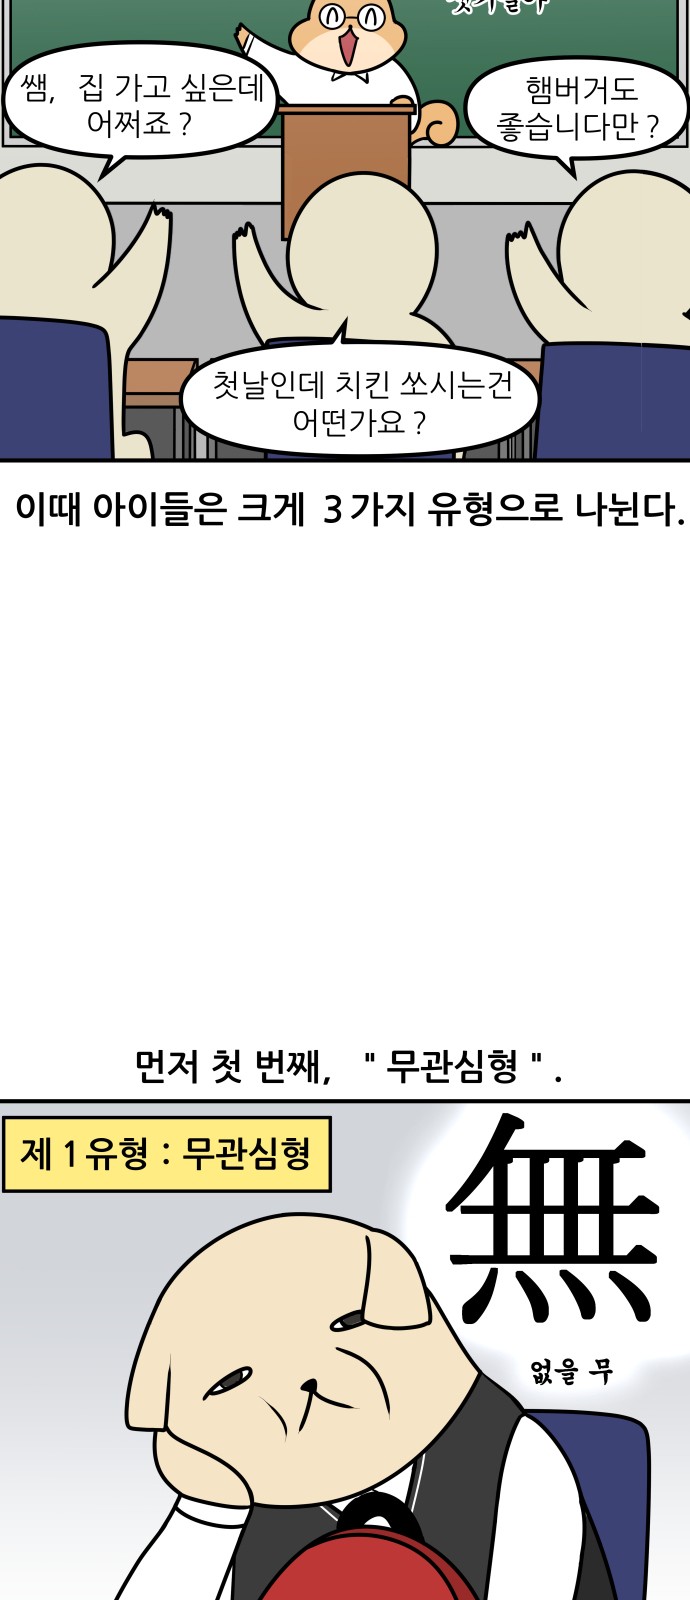 쌤, 집 가고 싶은데
어쩌죠?
햄버거도
좋습니다만?
첫날인데 치킨 쏘시는건
어떤가요?
이때 아이들은 크게 3가지 유형으로 나뉜다.
먼저 첫 번째, "무관심형".
제1유형 : 무관심형
無
없을 무